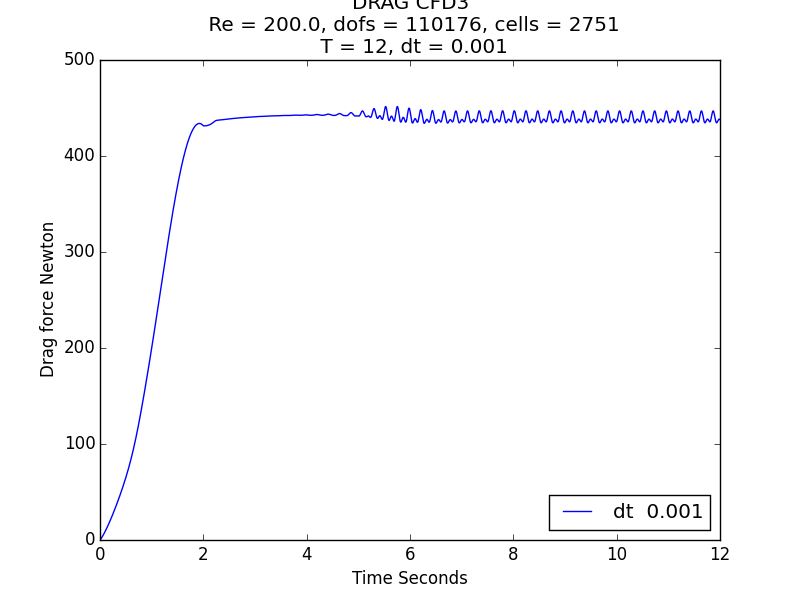 DRAG CFD3
Re = 200.0, dofs = 110176, cells = 2751
T = 12, dt = 0.001
500
400
300
200
100
0
Drag force Newton
0 2 4 6 8 10 12
Time Seconds
dt 0.001